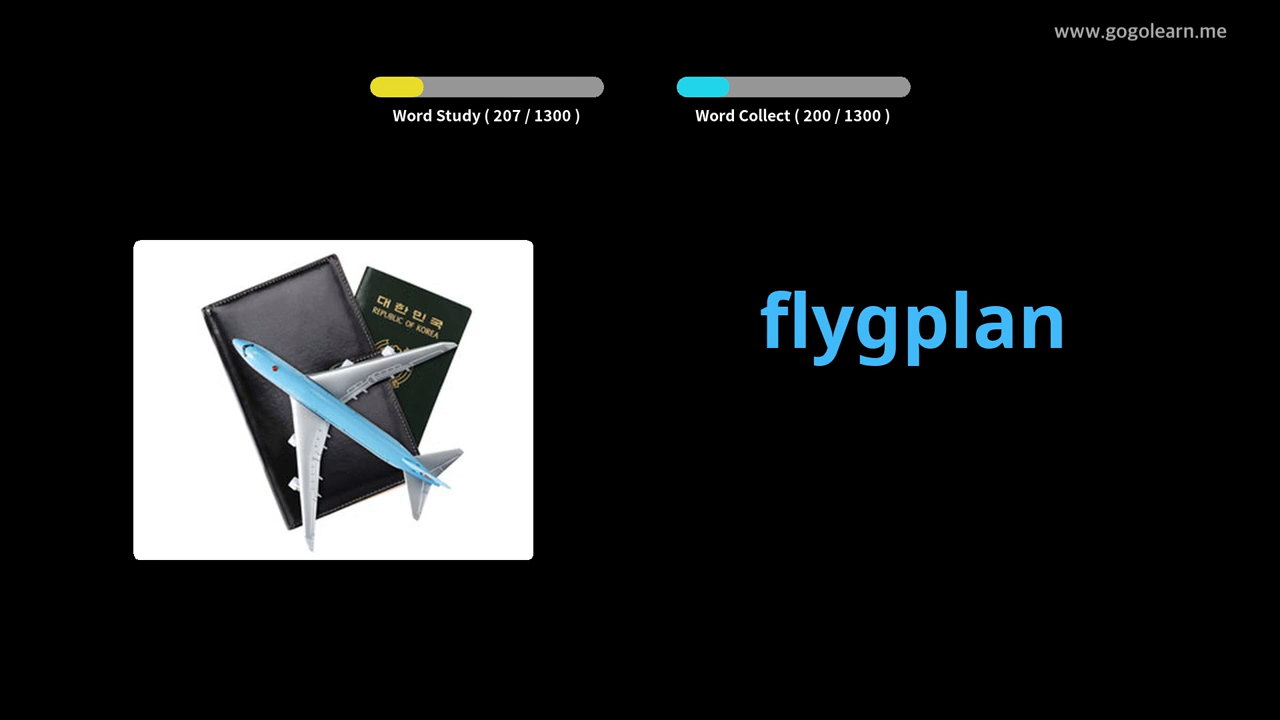 www.gogolearn.me
Word Study ( 207 / 1300 )
Word Collect ( 200 / 1300 )
대한민국
REPUBLIC OF KOREA
flygplan